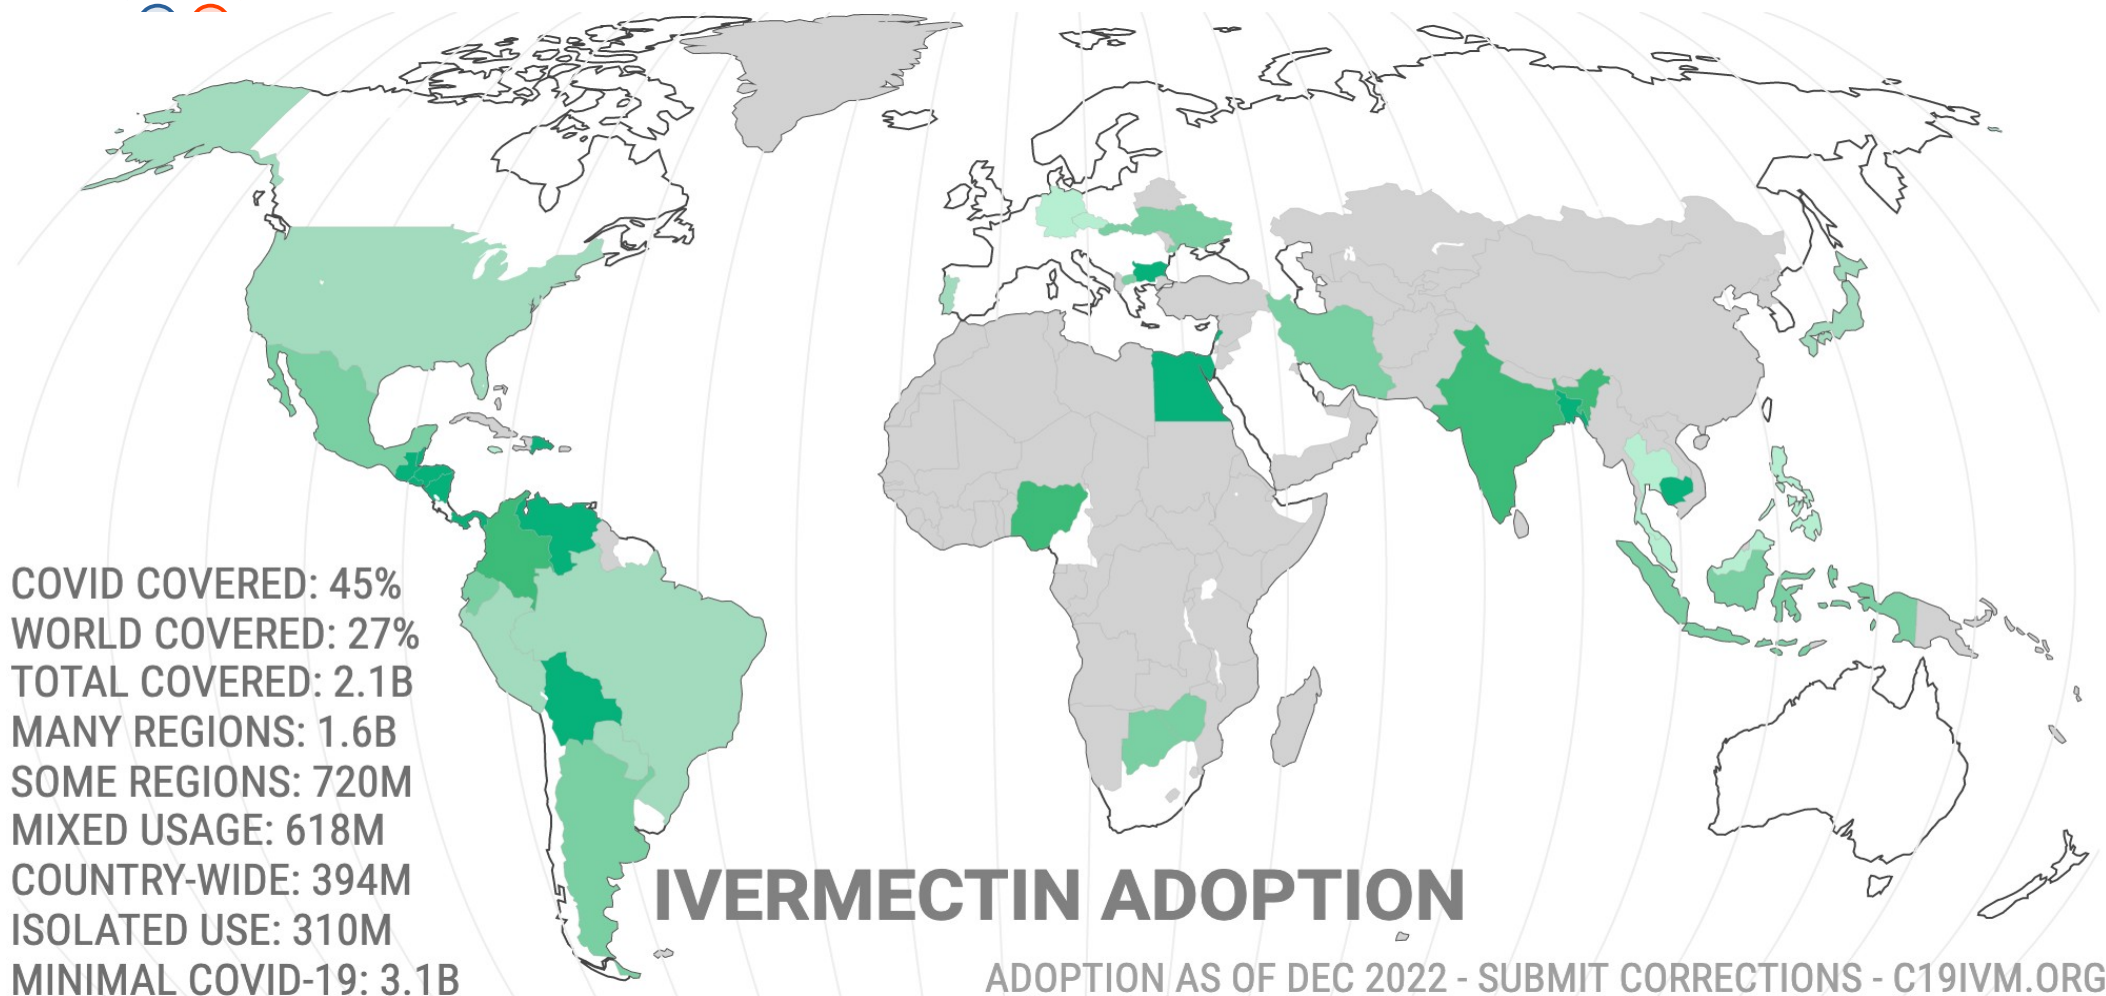 COVID COVERED: 45%
WORLD COVERED: 27%
TOTAL COVERED: 2.1B
MANY REGIONS: 1.6B
SOME REGIONS: 720M
MIXED USAGE: 618M
COUNTRY-WIDE: 394M
ISOLATED USE: 310M
MINIMAL COVID-19: 3.1B
IVERMECTIN ADOPTION
ADOPTION AS OF DEC 2022 - SUBMIT CORRECTIONS - C19IVM.ORG